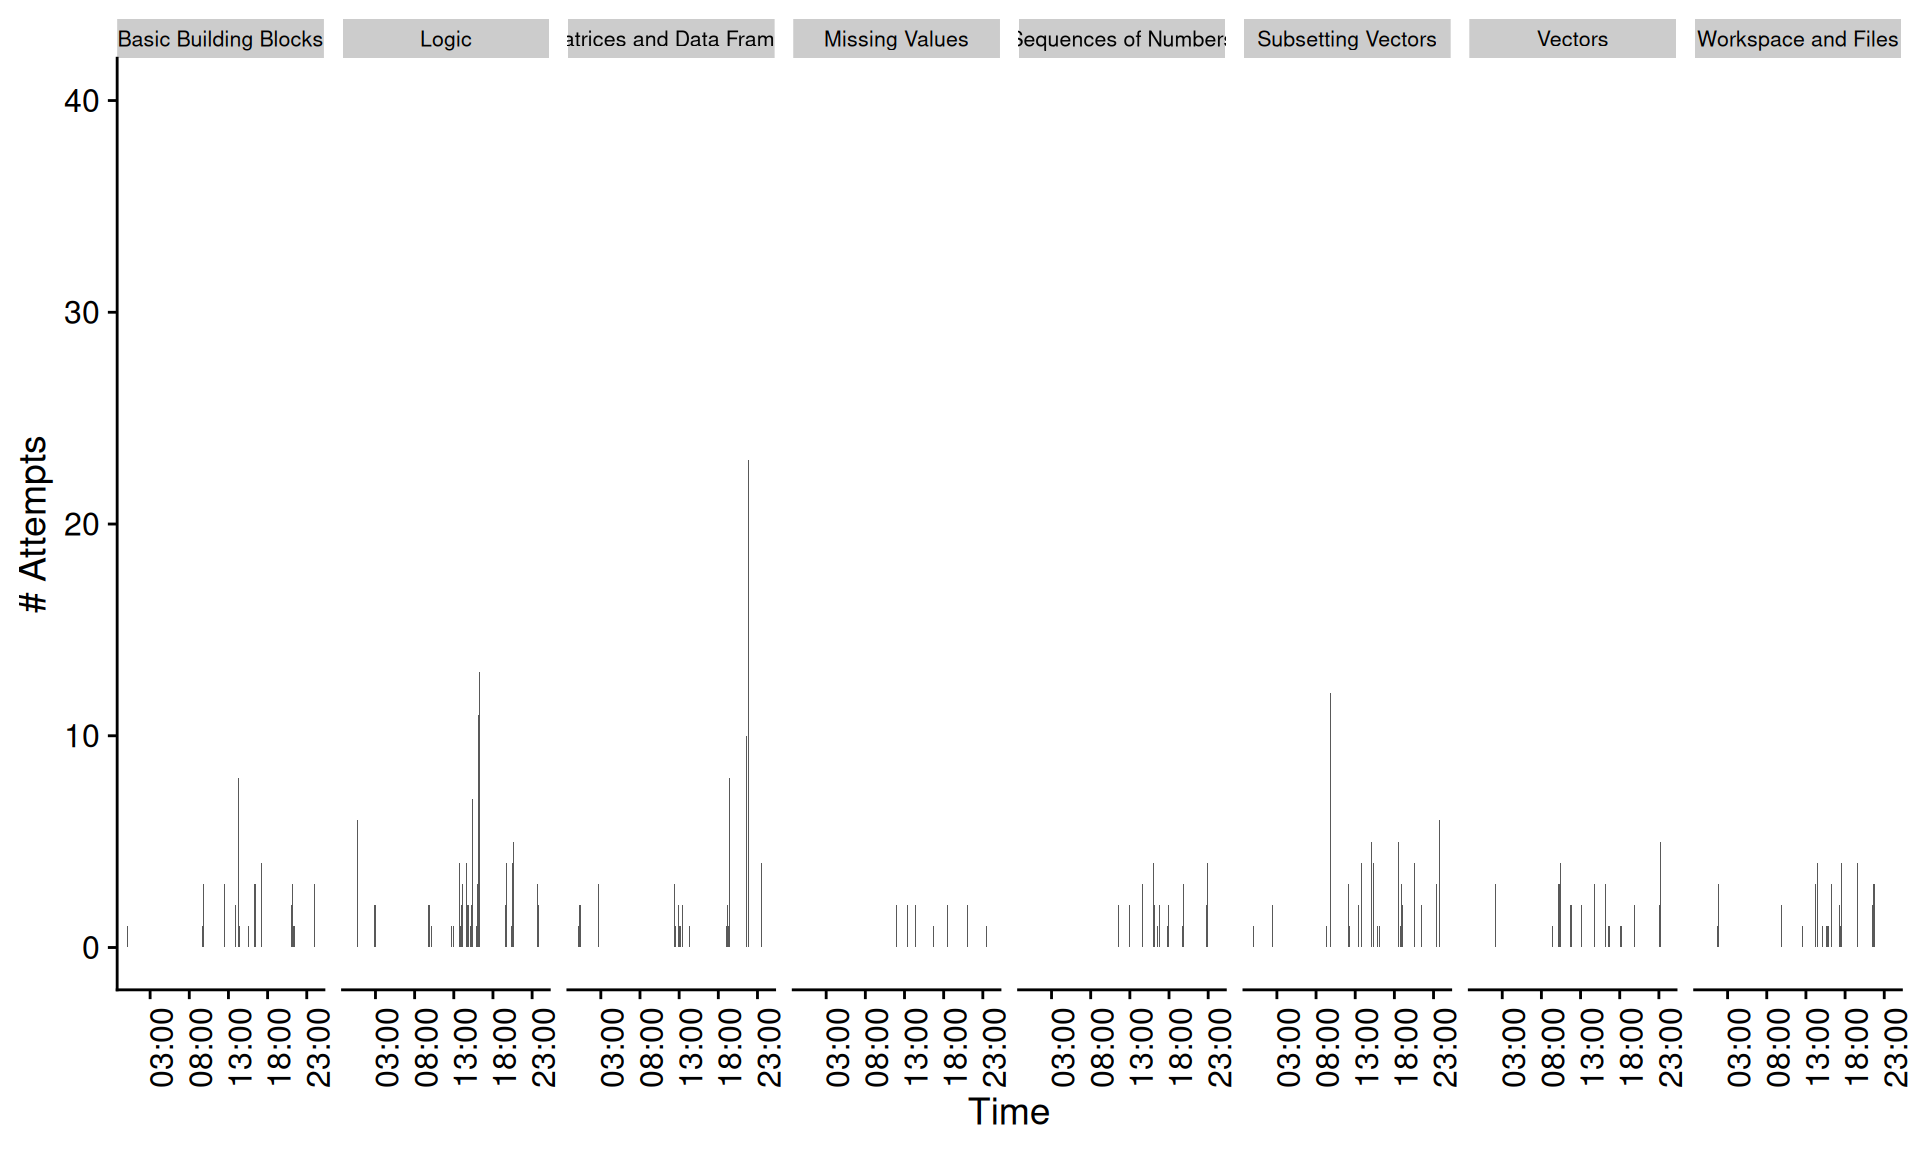 Basic Building Blocks Logic atrices and Data Fram Missing Values Sequences of Numbers Subsetting Vectors Vectors Workspace and Files
40
30
20
10
0
# Attempts
03:00 08:00 13:00 18:00 23:00 03:00 08:00 13:00 18:00 23:00 03:00 08:00 13:00 18:00 23:00 03:00 08:00 13:00 18:00 23:00 03:00 08:00 13:00 18:00 23:00 03:00 08:00 13:00 18:00 23:00 03:00 08:00 13:00 18:00 23:00 03:00 08:00 13:00 18:00 23:00
Time